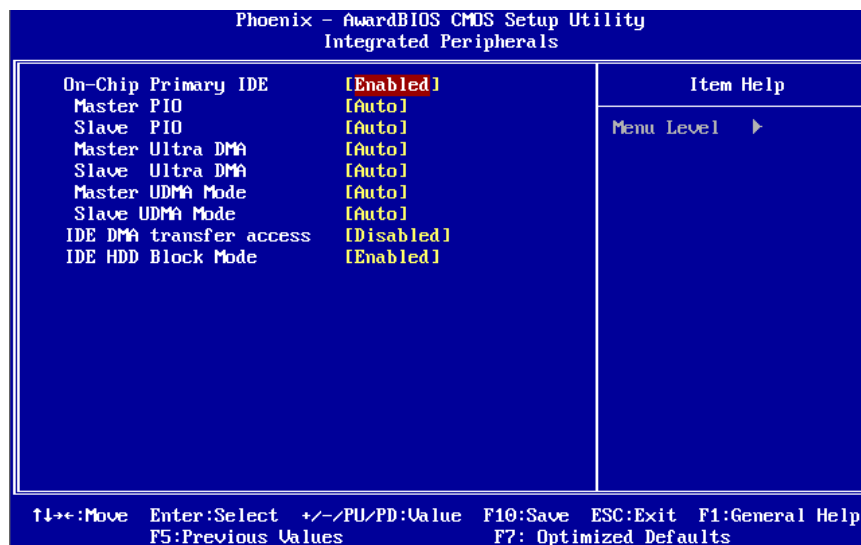 Phoenix - AwardBIOS CMOS Setup Utility
Integrated Peripherals
On-Chip Primary IDE [Enabled]
Master PIO [Auto]
Slave PIO [Auto]
Master Ultra DMA [Auto]
Slave Ultra DMA [Auto]
Master UDMA Mode [Auto]
Slave UDMA Mode [Auto]
IDE DMA transfer access [Disabled]
IDE HDD Block Mode [Enabled]
Item Help
Menu Level ▶
↑↓→←:Move Enter:Select +/-/PU/PD:Value F10:Save ESC:Exit F1:General Help
F5:Previous Values F7: Optimized Defaults